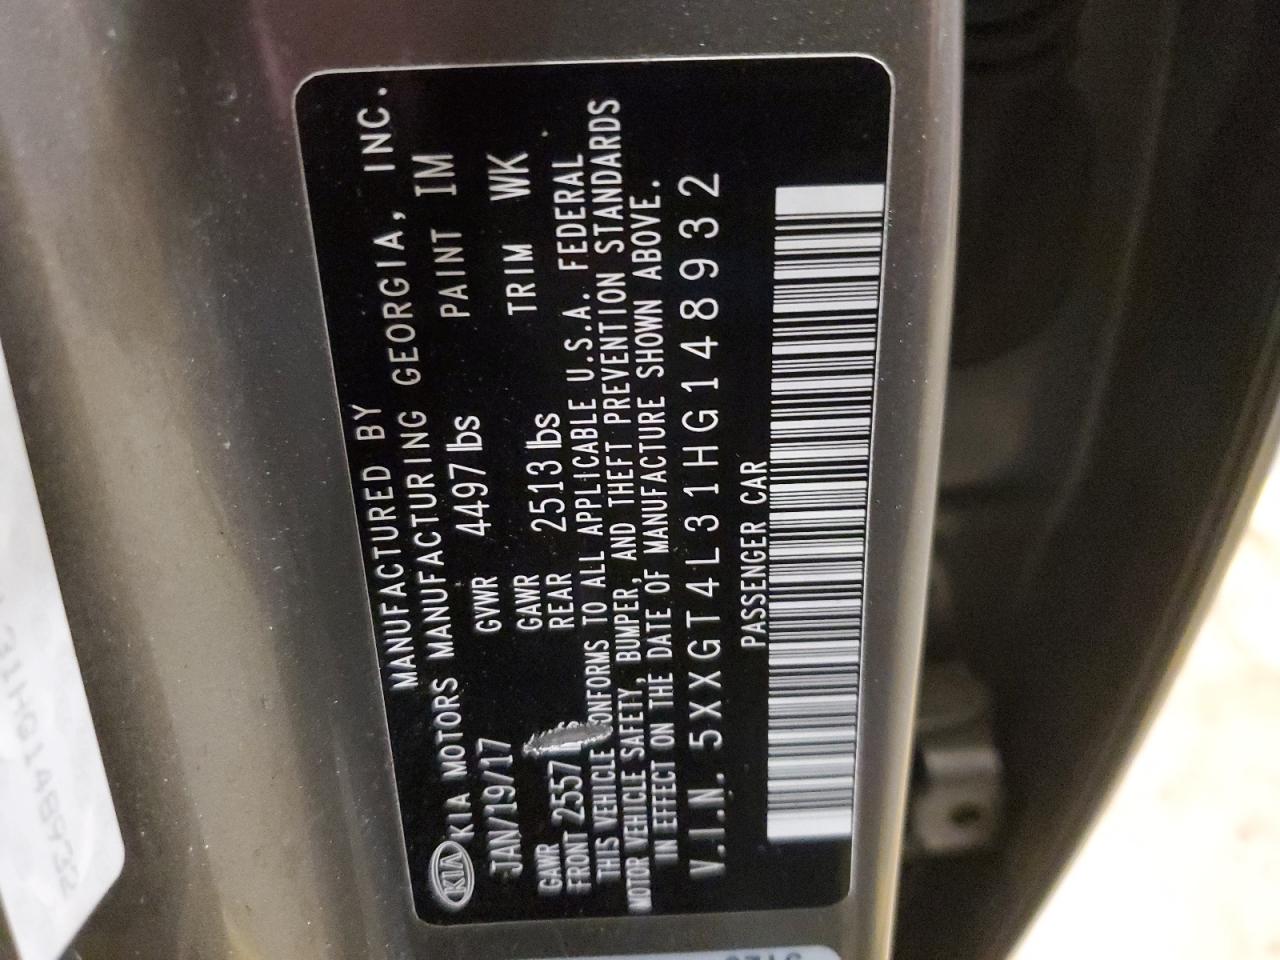 MANUFACTURED BY
KIA KIA MOTORS MANUFACTURING GEORGIA, INC.
JAN/19/17 GVWR 4497 lbs PAINT IM
GAWR FRONT 2557 GAWR REAR 2513 lbs TRIM WK
THIS VEHICLE CONFORMS TO ALL APPLICABLE U.S.A. FEDERAL
MOTOR VEHICLE SAFETY, BUMPER, AND THEFT PREVENTION STANDARDS
IN EFFECT ON THE DATE OF MANUFACTURE SHOWN ABOVE.
V.I.N. 5XXGT4L31HG148932
PASSENGER CAR
31HG148932